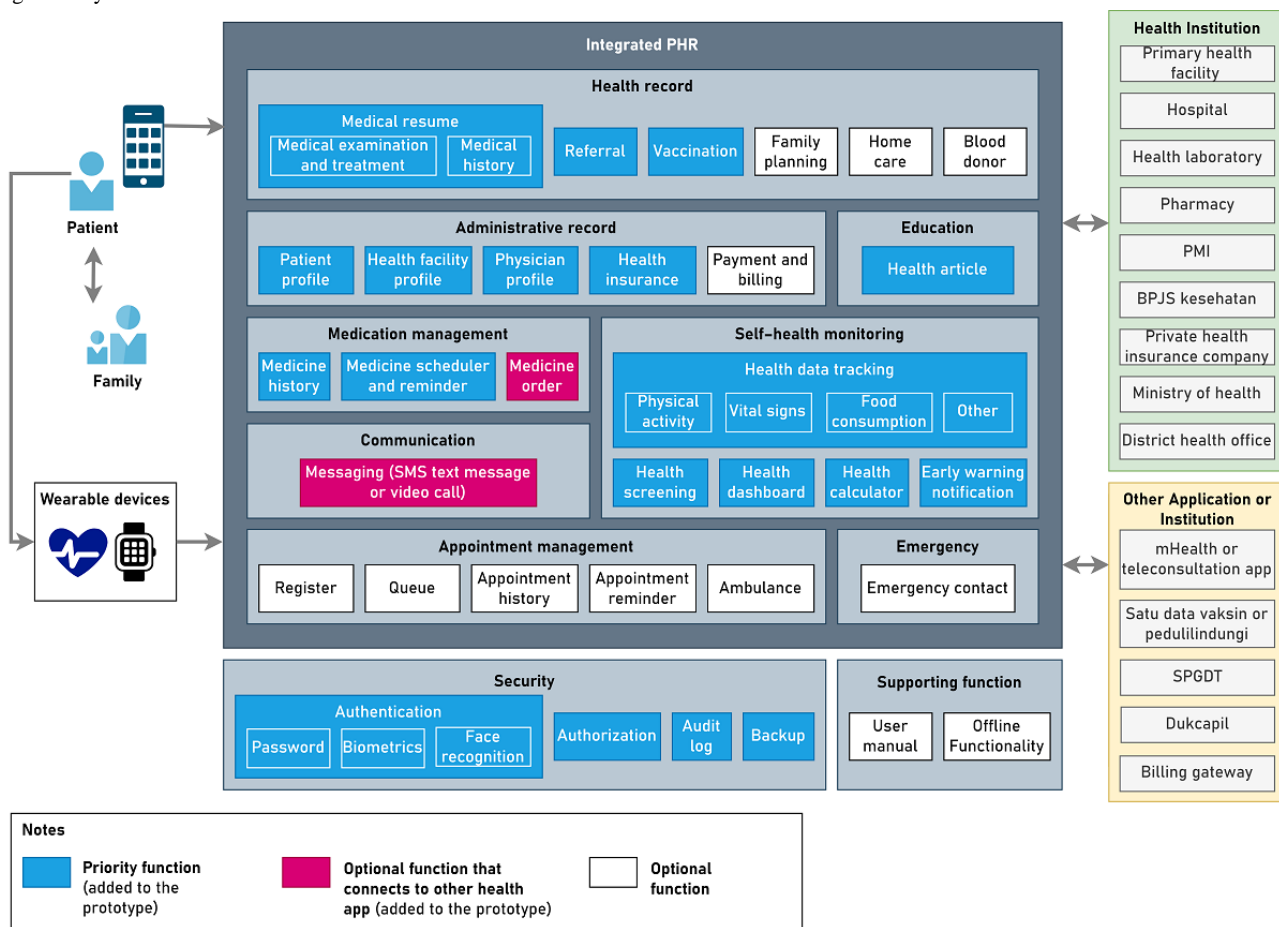 Integrated PHR
Health record
Medical resume
Medical examination
and treatment
Medical
history
Referral
Vaccination
Family
planning
Home
care
Blood
donor
Patient
Family
Wearable devices
Administrative record
Patient
profile
Health facility
profile
Physician
profile
Health
insurance
Payment and
billing
Education
Health article
Medication management
Medicine
history
Medicine scheduler
and reminder
Medicine
order
Self-health monitoring
Health data tracking
Physical
activity
Vital signs
Food
consumption
Other
Health
screening
Health
dashboard
Health
calculator
Early warning
notification
Communication
Messaging (SMS text message
or video call)
Appointment management
Register
Queue
Appointment
history
Appointment
reminder
Ambulance
Emergency
Emergency contact
Security
Authentication
Password
Biometrics
Face
recognition
Authorization
Audit
log
Backup
Supporting function
User
manual
Offline
Functionality
Health Institution
Primary health
facility
Hospital
Health laboratory
Pharmacy
PMI
BPJS kesehatan
Private health
insurance company
Ministry of health
District health office
Other Application or
Institution
mHealth or
teleconsultation app
Satu data vaksin or
pedulilindungi
SPGDT
Dukcapil
Billing gateway
Notes
Priority function
(added to the
prototype)
Optional function that
connects to other health
app (added to the prototype)
Optional
function